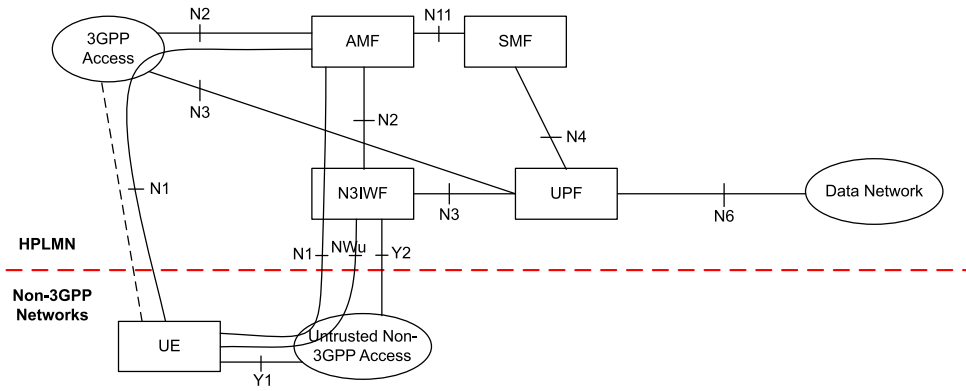 N2
N11
3GPP
Access
AMF
SMF
N3
N2
N4
N1
N3IWF
UPF
Data Network
N3
N6
HPLMN
N1
NWu
Y2
Non-3GPP
Networks
UE
Untrusted Non-
3GPP Access
Y1